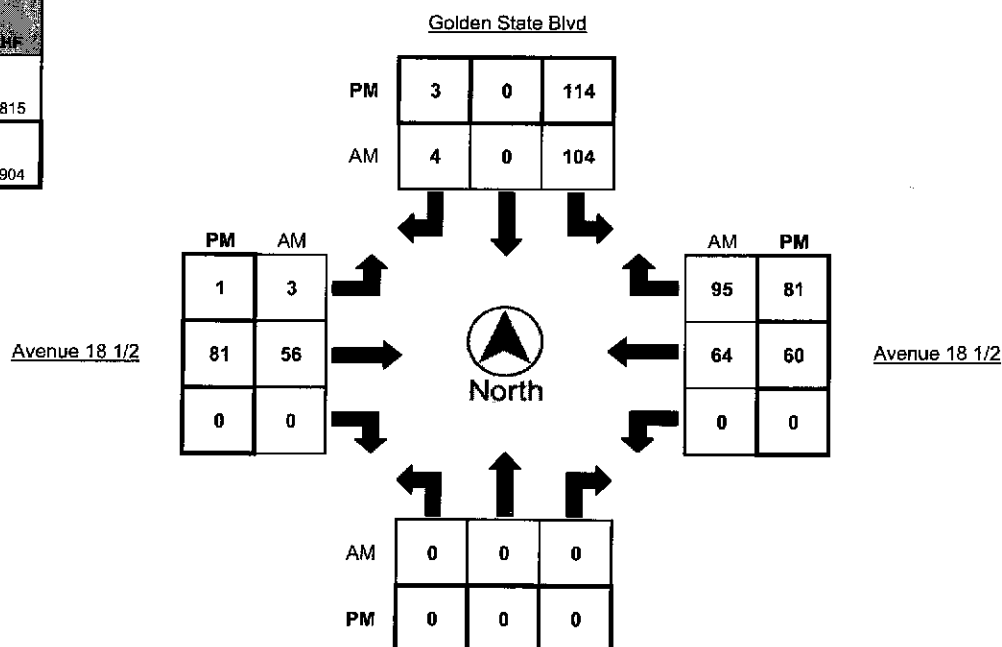 HF
815
904
Golden State Blvd
PM 3 0 114
AM 4 0 104
PM AM
1 3
81 56
0 0
Avenue 18 1/2
North
AM PM
95 81
64 60
0 0
Avenue 18 1/2
AM 0 0 0
PM 0 0 0